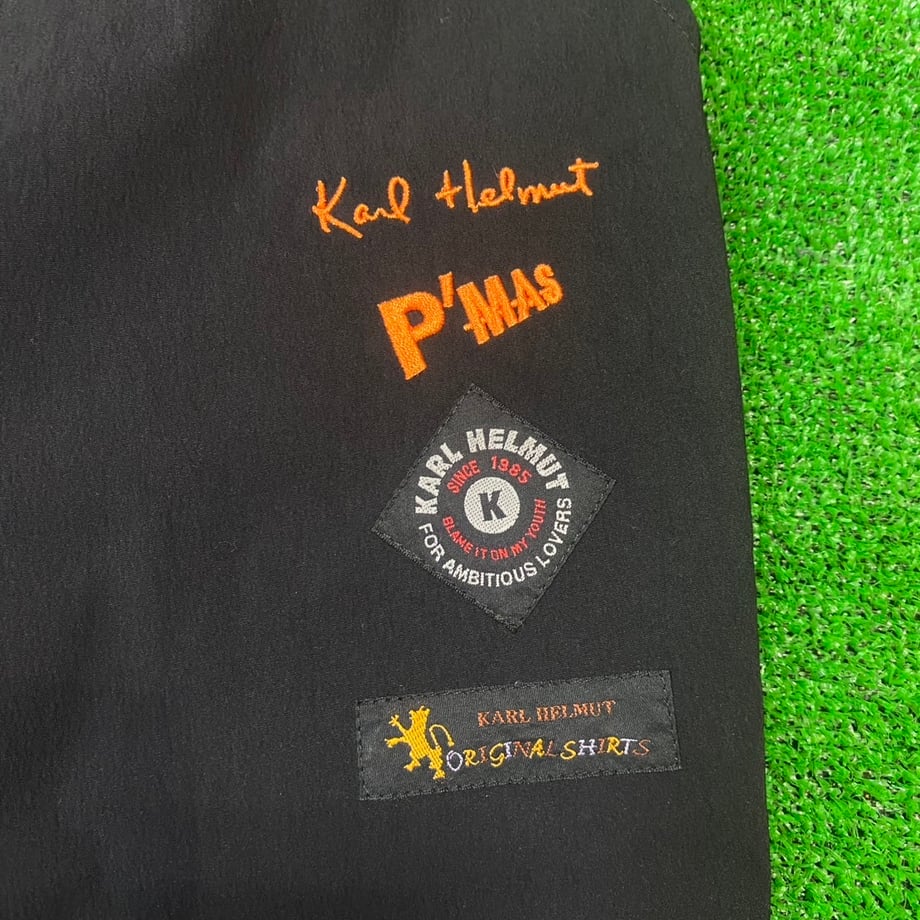 Karl Helmut
P'MAS
KARL HELMUT
SINCE 1985
K
BLAME IT ON MY YOUTH
FOR AMBITIOUS LOVERS
KARL HELMUT
ORIGINAL SHIRTS